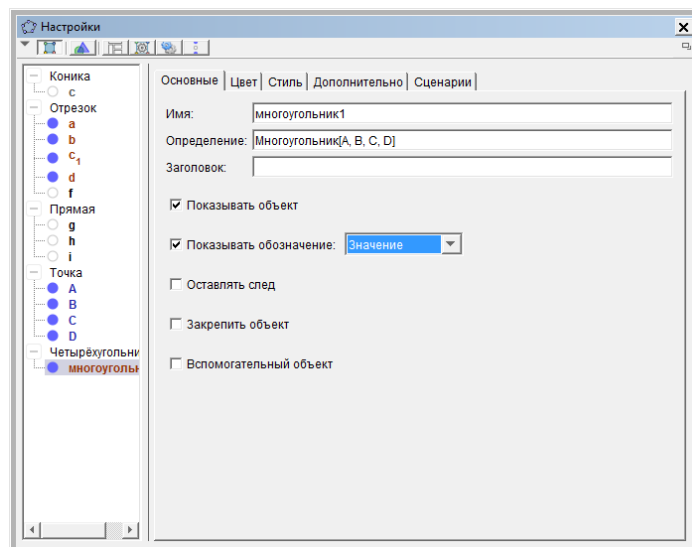 Настройки
Коника
c
Отрезок
a
b
c1
d
f
Прямая
g
h
i
Точка
A
B
C
D
Четырёхугольни
многоуголь
Основные Цвет Стиль Дополнительно Сценарии
Имя: многоугольник1
Определение: Многоугольник[A, B, C, D]
Заголовок:
Показывать объект
Показывать обозначение: Значение
Оставлять след
Закрепить объект
Вспомогательный объект